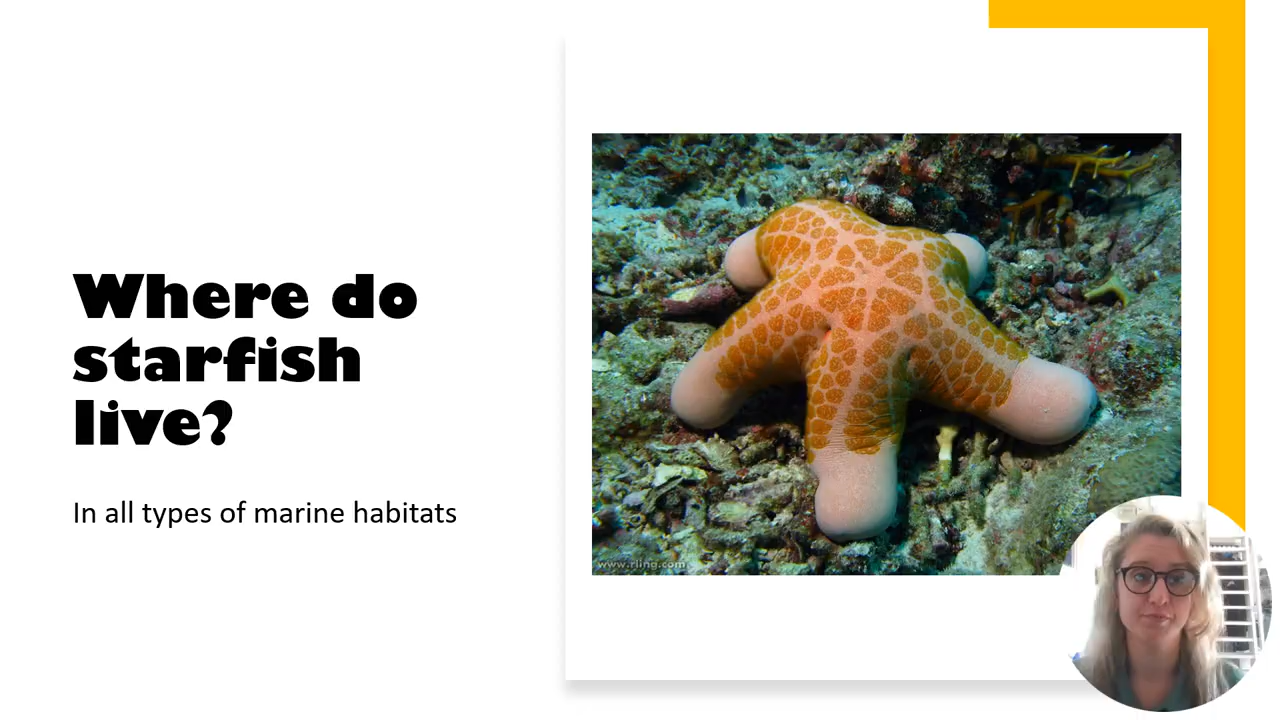 Where do
starfish
live?
In all types of marine habitats
www.rling.com